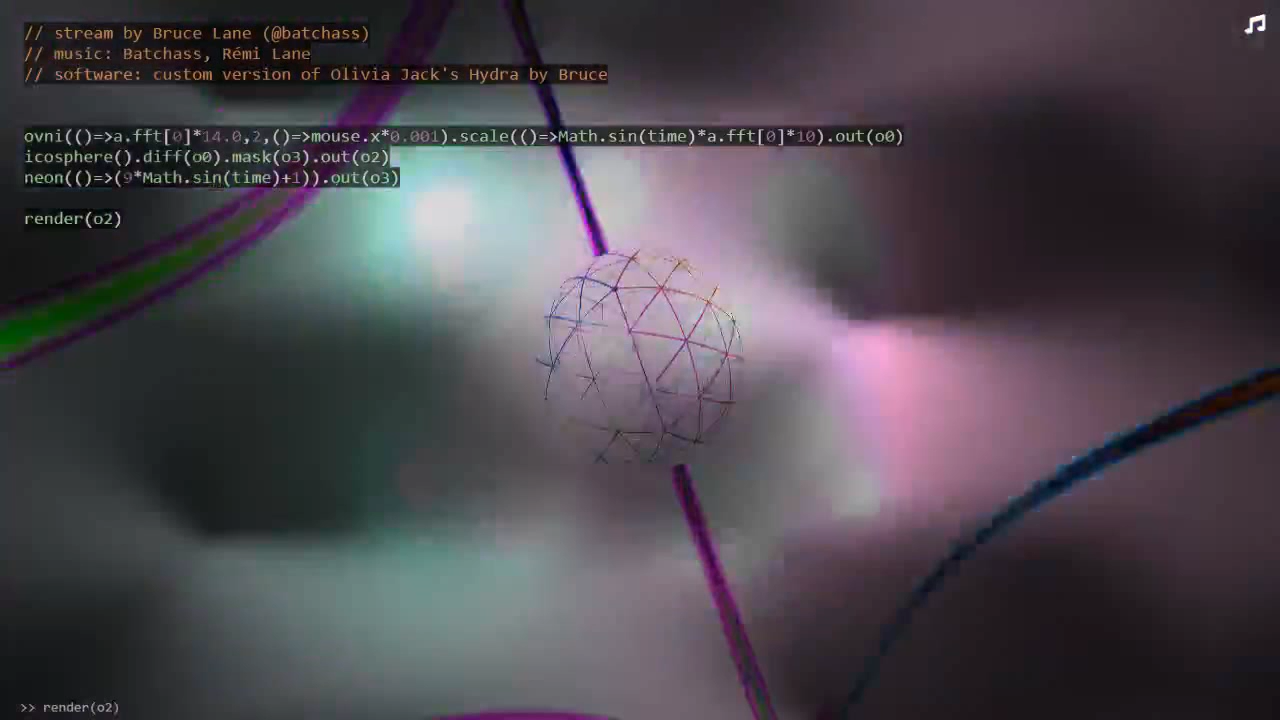 // stream by Bruce Lane (@batchass)
// music: Batchass, Rémi Lane
// software: custom version of Olivia Jack's Hydra by Bruce
ovni(()=>a.fft[0]*14.0,2,()=>mouse.x*0.001).scale(()=>Math.sin(time)*a.fft[0]*10).out(o0)
icosphere().diff(o0).mask(o3).out(o2)
neon(()=>(9*Math.sin(time)+1)).out(o3)
render(o2)
>> render(o2)